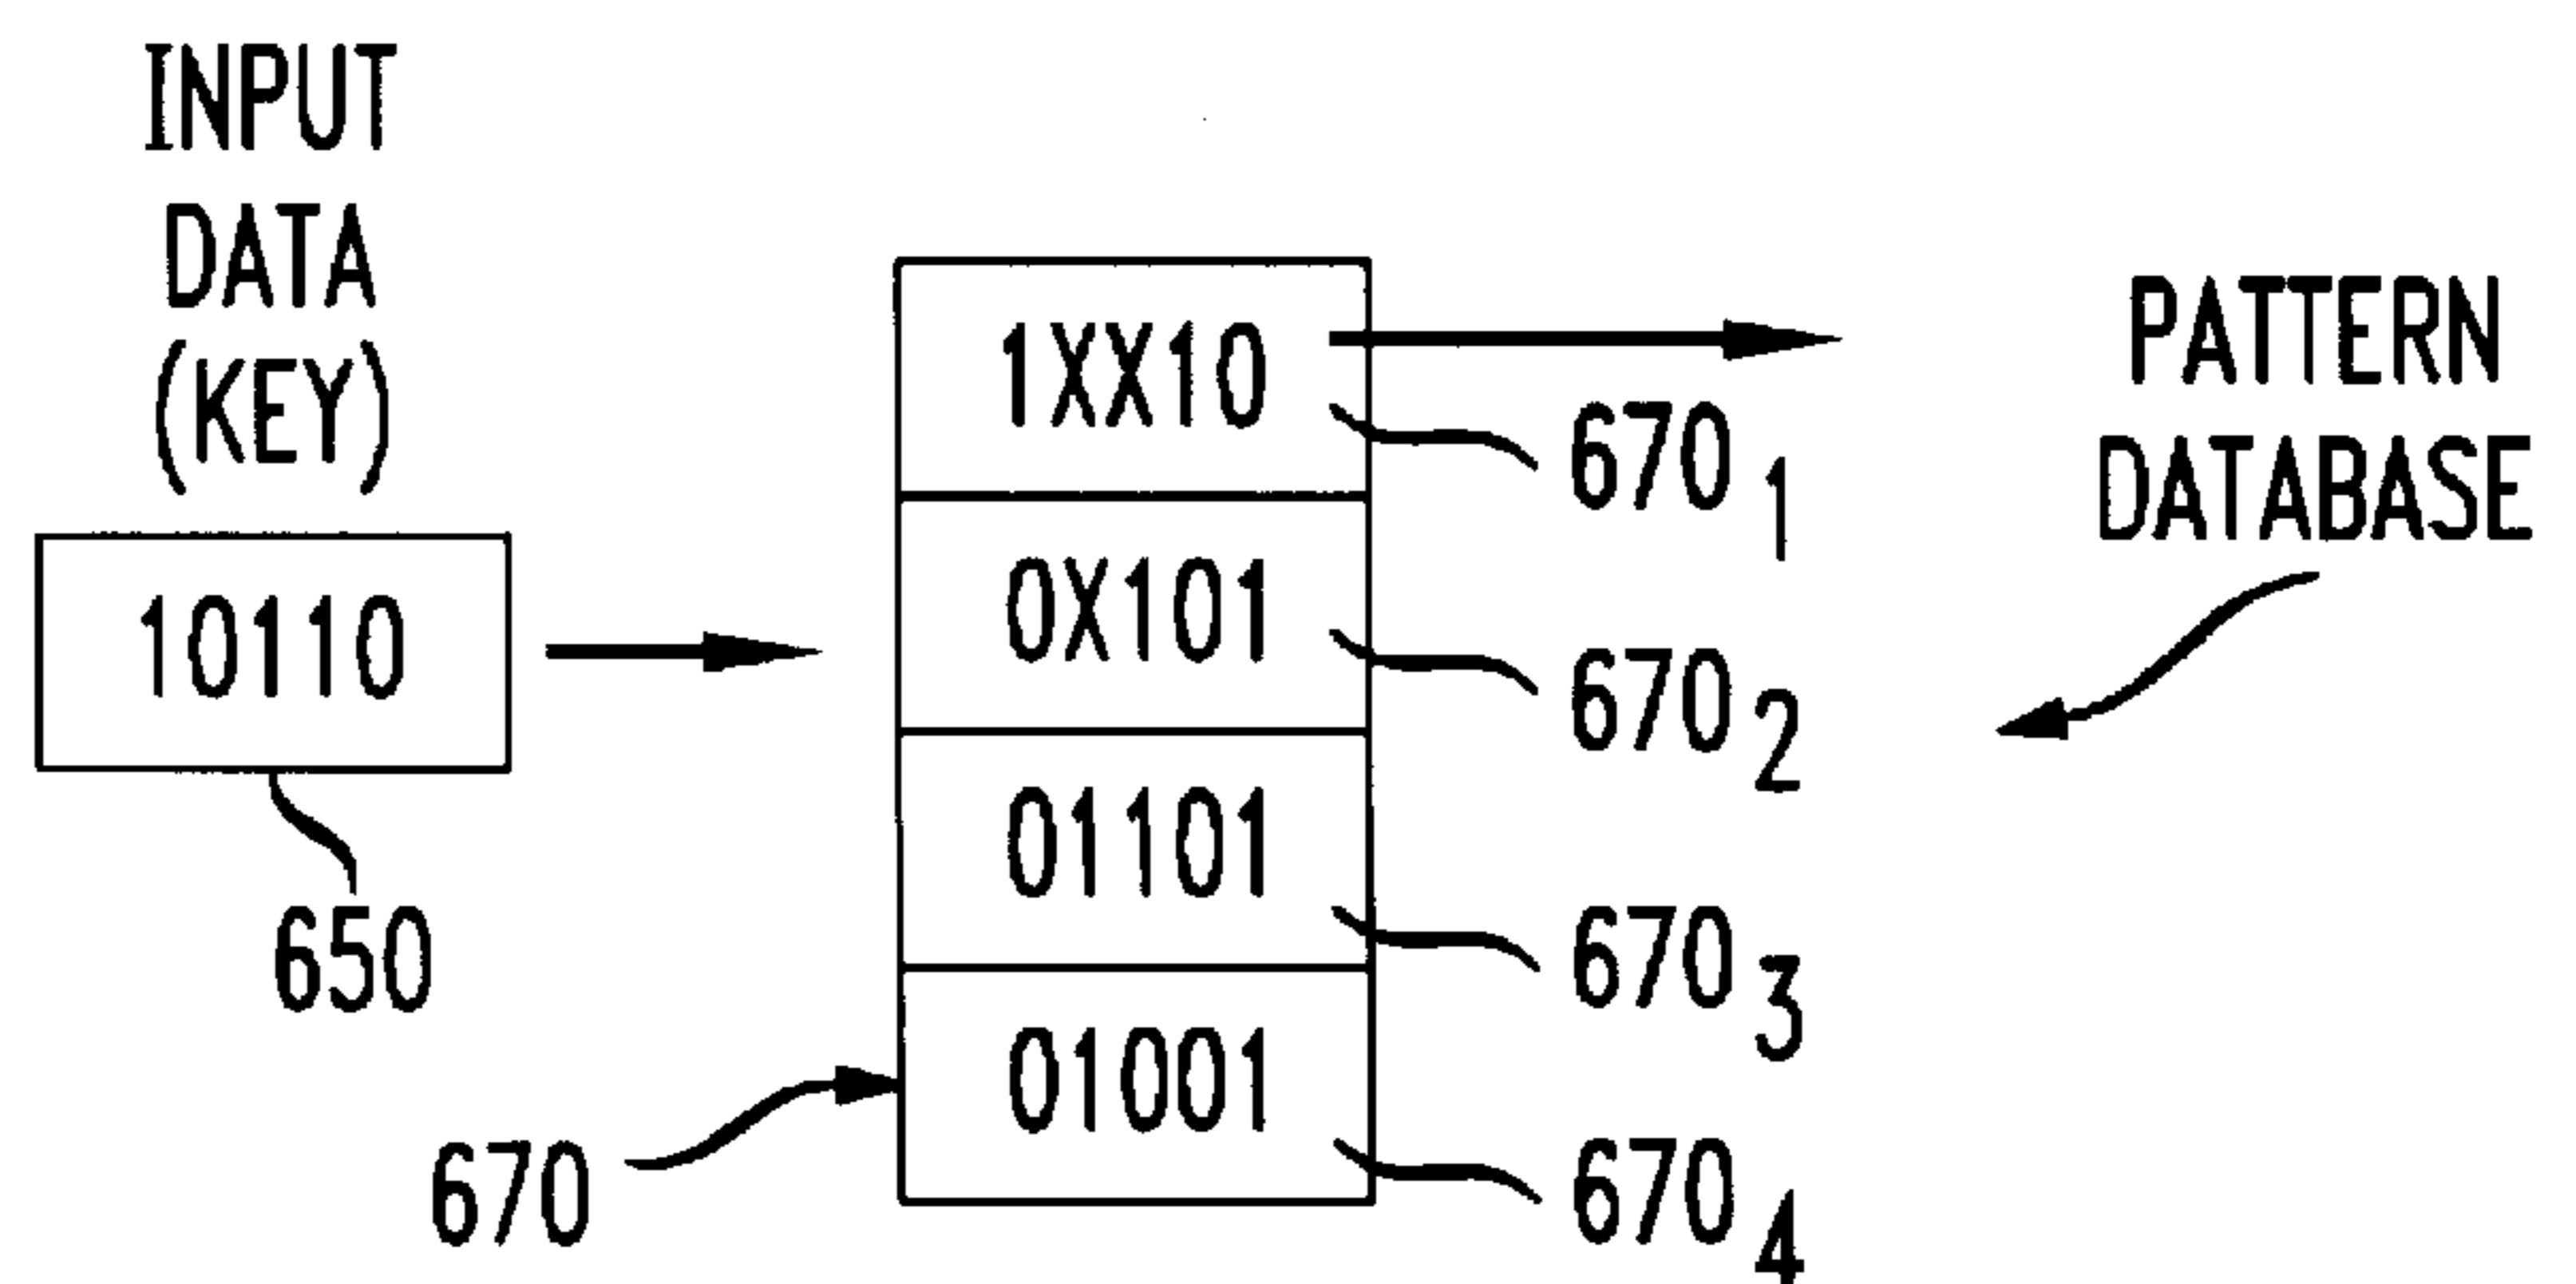 INPUT
DATA
(KEY)
10110
650
1XX10
0X101
01101
01001
670 1
670 2
670 3
670 4
670
PATTERN
DATABASE